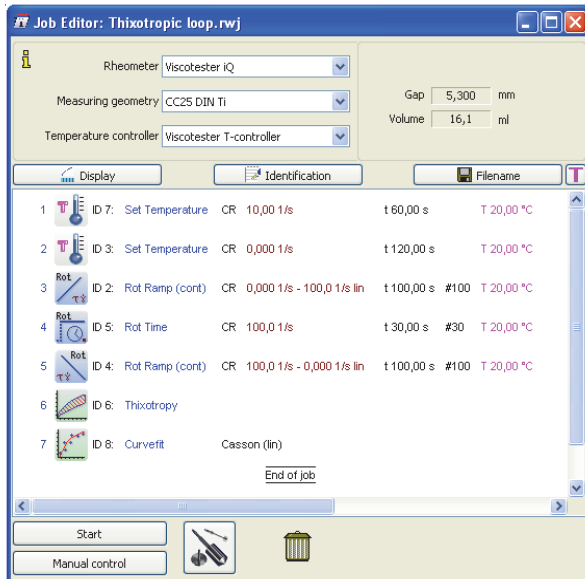 Job Editor: Thixotropic loop.rwj
Rheometer Viscotester iQ
Measuring geometry CC25 DIN Ti
Temperature controller Viscotester T-controller
Gap 5,300 mm
Volume 16,1 ml
Display Identification Filename T
1 T ID 7: Set Temperature CR 10,00 1/s t 60,00 s T 20,00 °C
2 T ID 3: Set Temperature CR 0,000 1/s t 120,00 s T 20,00 °C
3 Rot τγ̇ ID 2: Rot Ramp (cont) CR 0,000 1/s - 100,0 1/s lin t 100,00 s #100 T 20,00 °C
4 Rot ID 5: Rot Time CR 100,0 1/s t 30,00 s #30 T 20,00 °C
5 Rot τγ̇ ID 4: Rot Ramp (cont) CR 100,0 1/s - 0,000 1/s lin t 100,00 s #100 T 20,00 °C
6 ID 6: Thixotropy
7 ID 8: Curvefit Casson (lin)
End of job
Start
Manual control